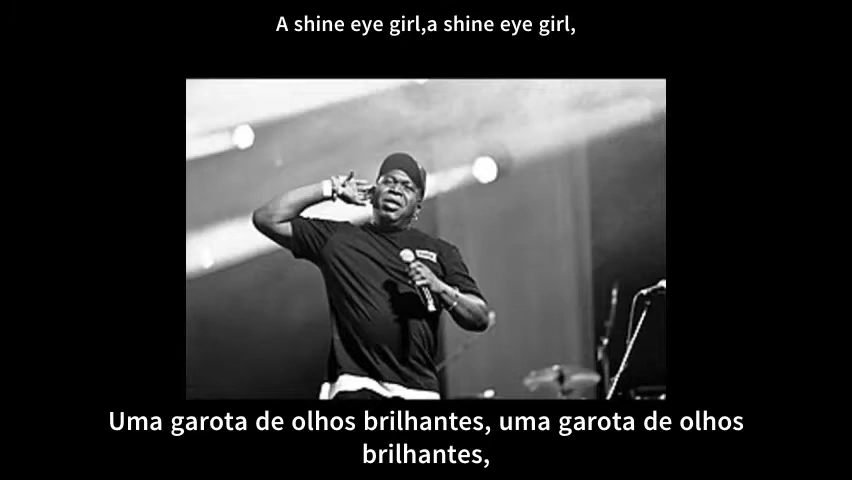 A shine eye girl,a shine eye girl,
Uma garota de olhos brilhantes, uma garota de olhos
brilhantes,